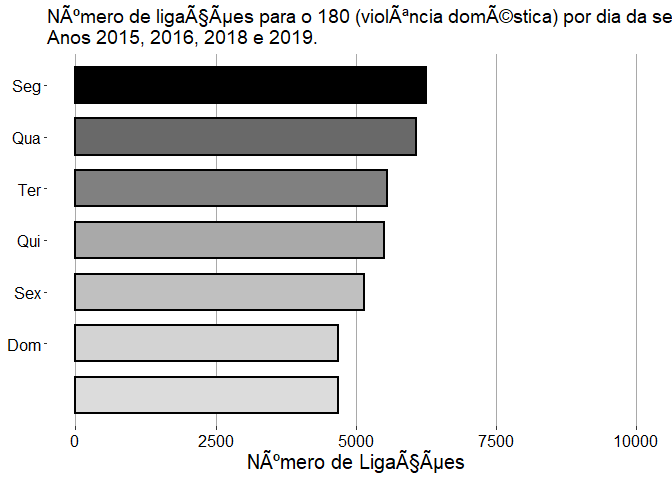 NÃºmero de ligaÃ§Ãµes para o 180 (violÃªncia domÃ©stica) por dia da se
Anos 2015, 2016, 2018 e 2019.
Seg
Qua
Ter
Qui
Sex
Dom
0 2500 5000 7500 10000
NÃºmero de LigaÃ§Ãµes